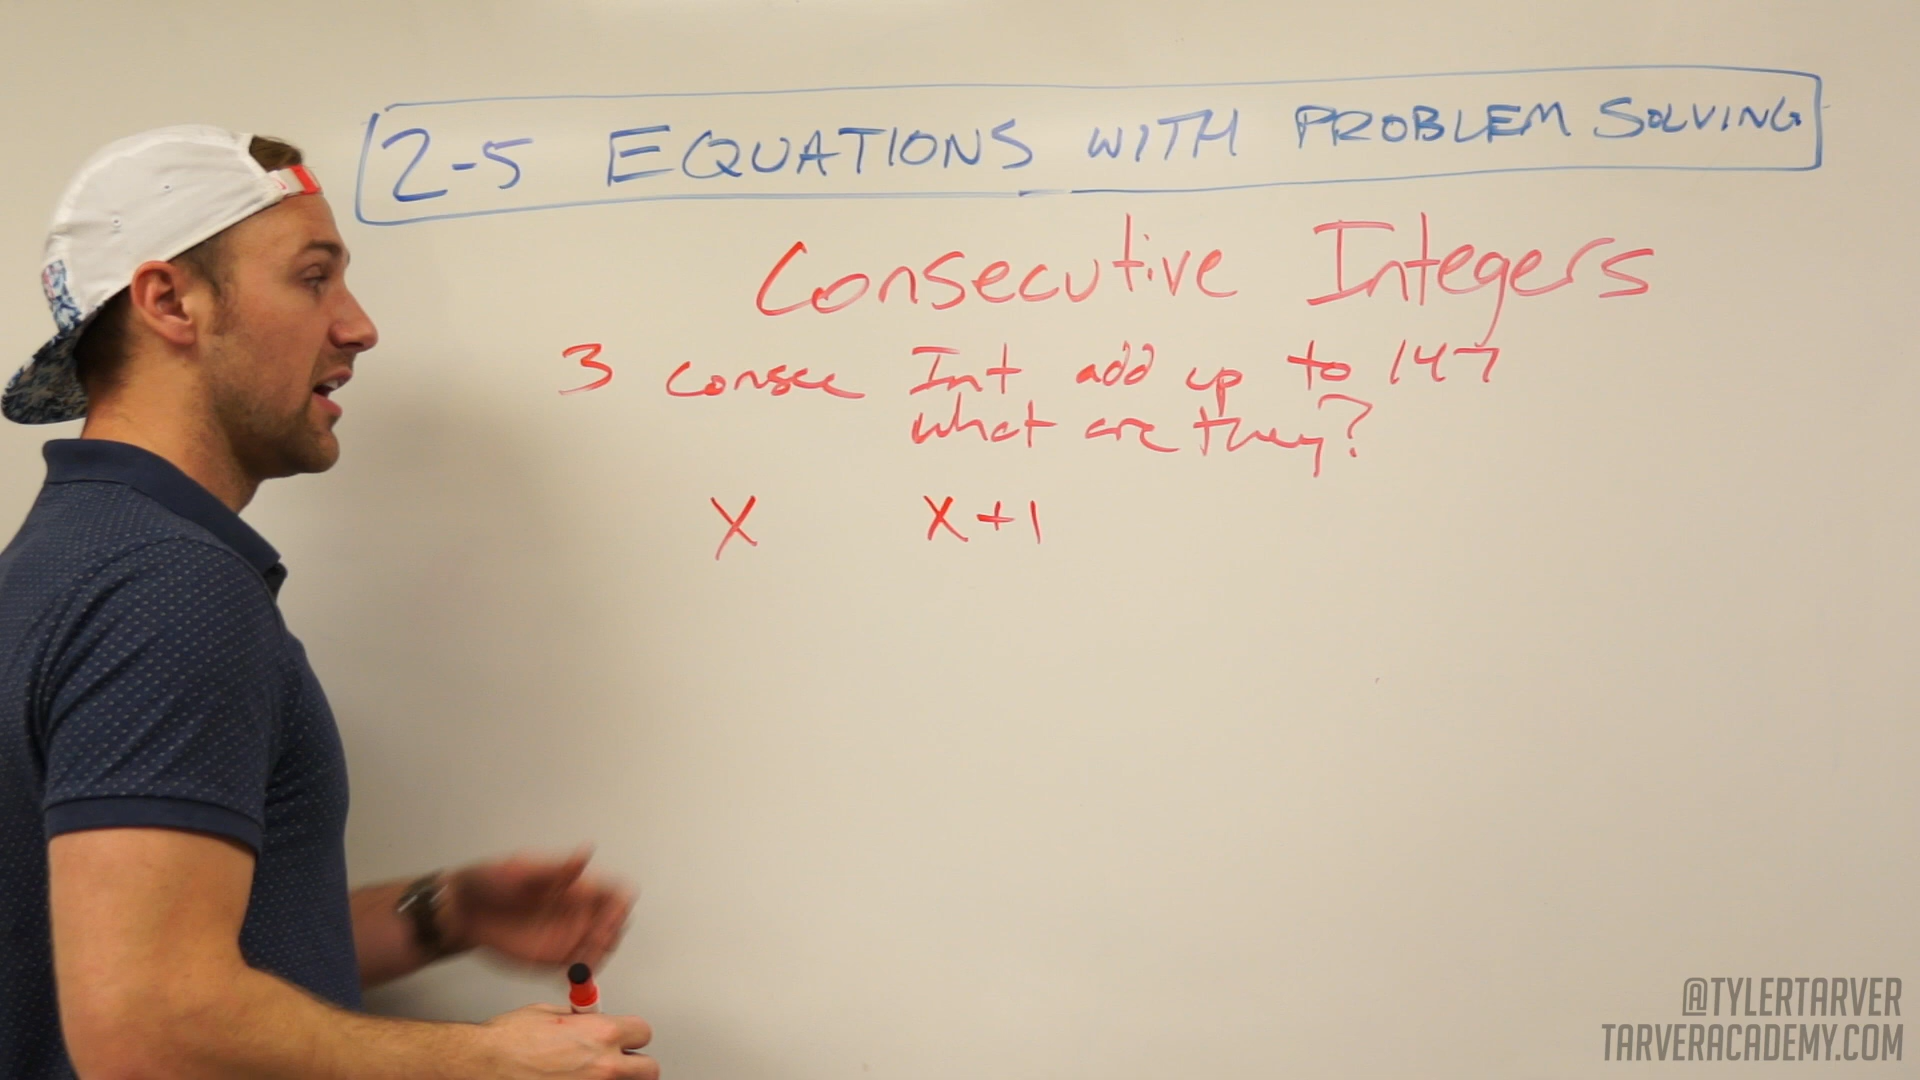 2-5 EQUATIONS WITH PROBLEM SOLVING
Consecutive Integers
3 consec Int add up to 147
what are they?
X X+1
@TYLERTARVER
TARVERACADEMY.COM